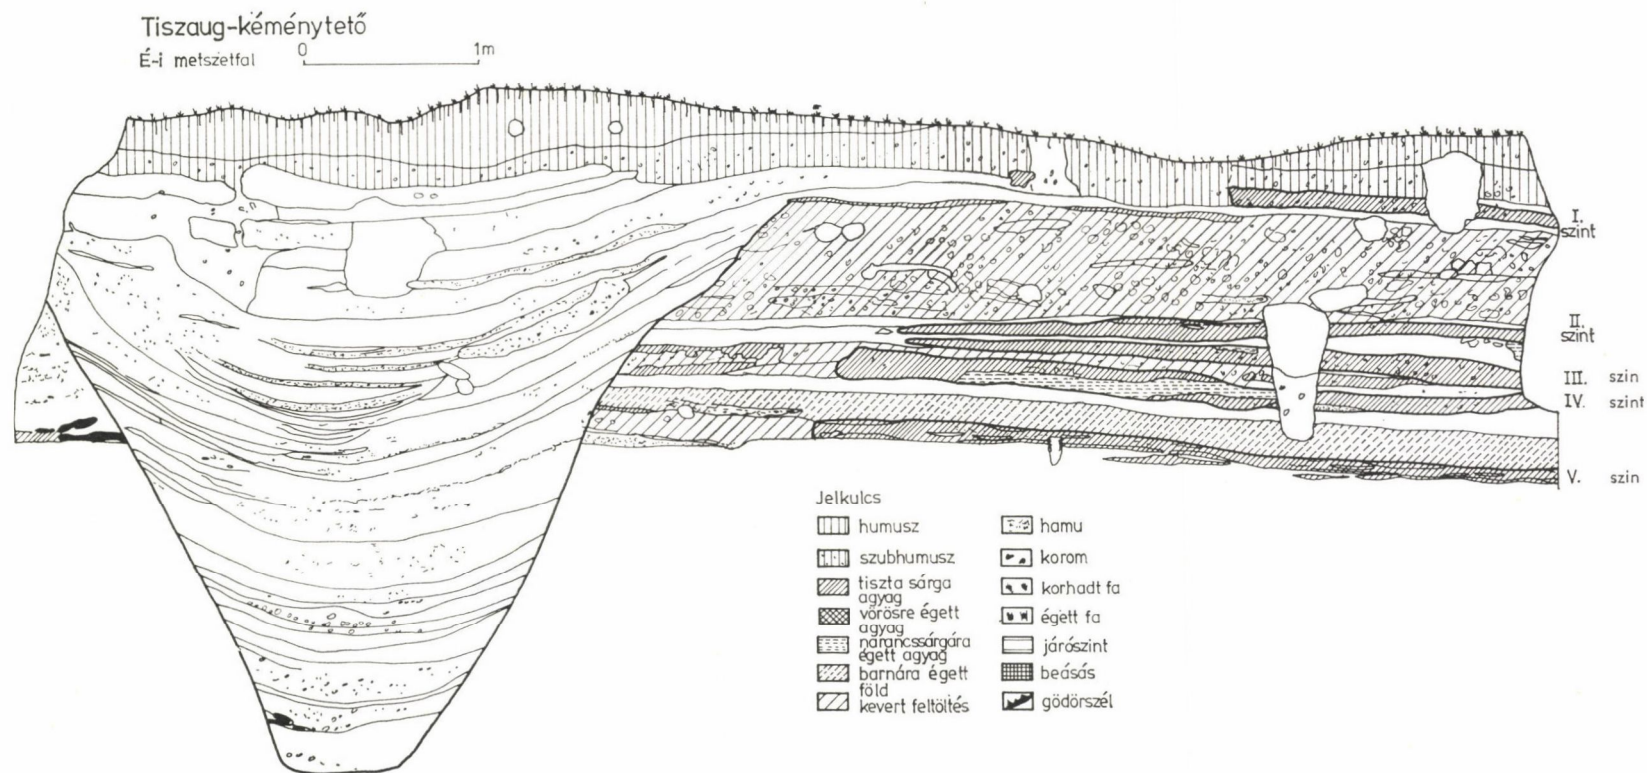 Tiszaug-kéménytető
É-i metszetfal
0 1m
I.
szint
II.
szint
III. szin
IV. szint
V. szin
Jelkulcs
humusz
szubhumusz
tiszta sárga
agyag
vörösre égett
agyag
narancssárgára
égett agyag
barnára égett
föld
kevert feltöltés
hamu
korom
korhadt fa
égett fa
járószint
beásás
gödörszél